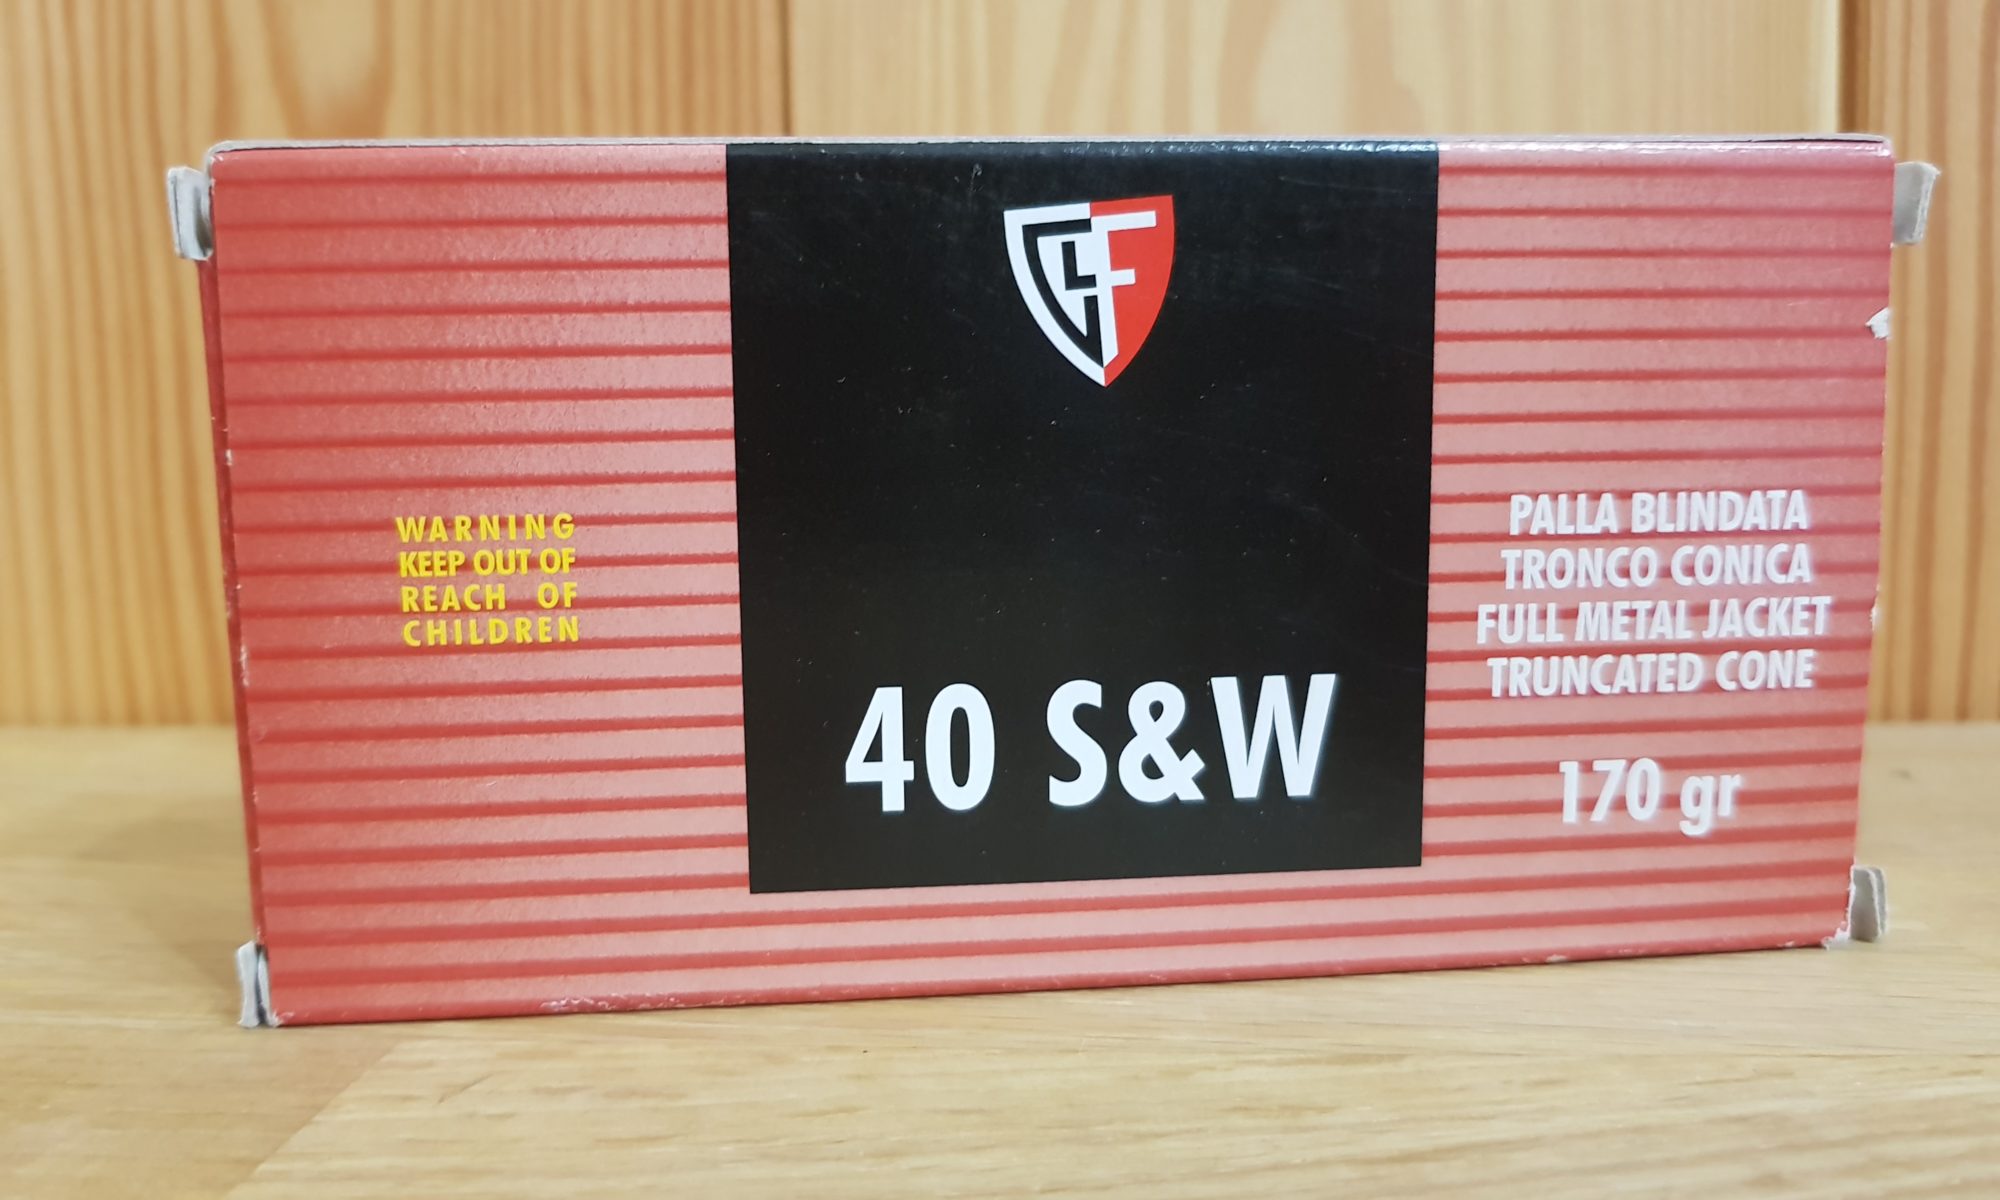 WARNING
KEEP OUT OF
REACH OF
CHILDREN
40 S&W
PALLA BLINDATA
TRONCO CONICA
FULL METAL JACKET
TRUNCATED CONE
170 gr